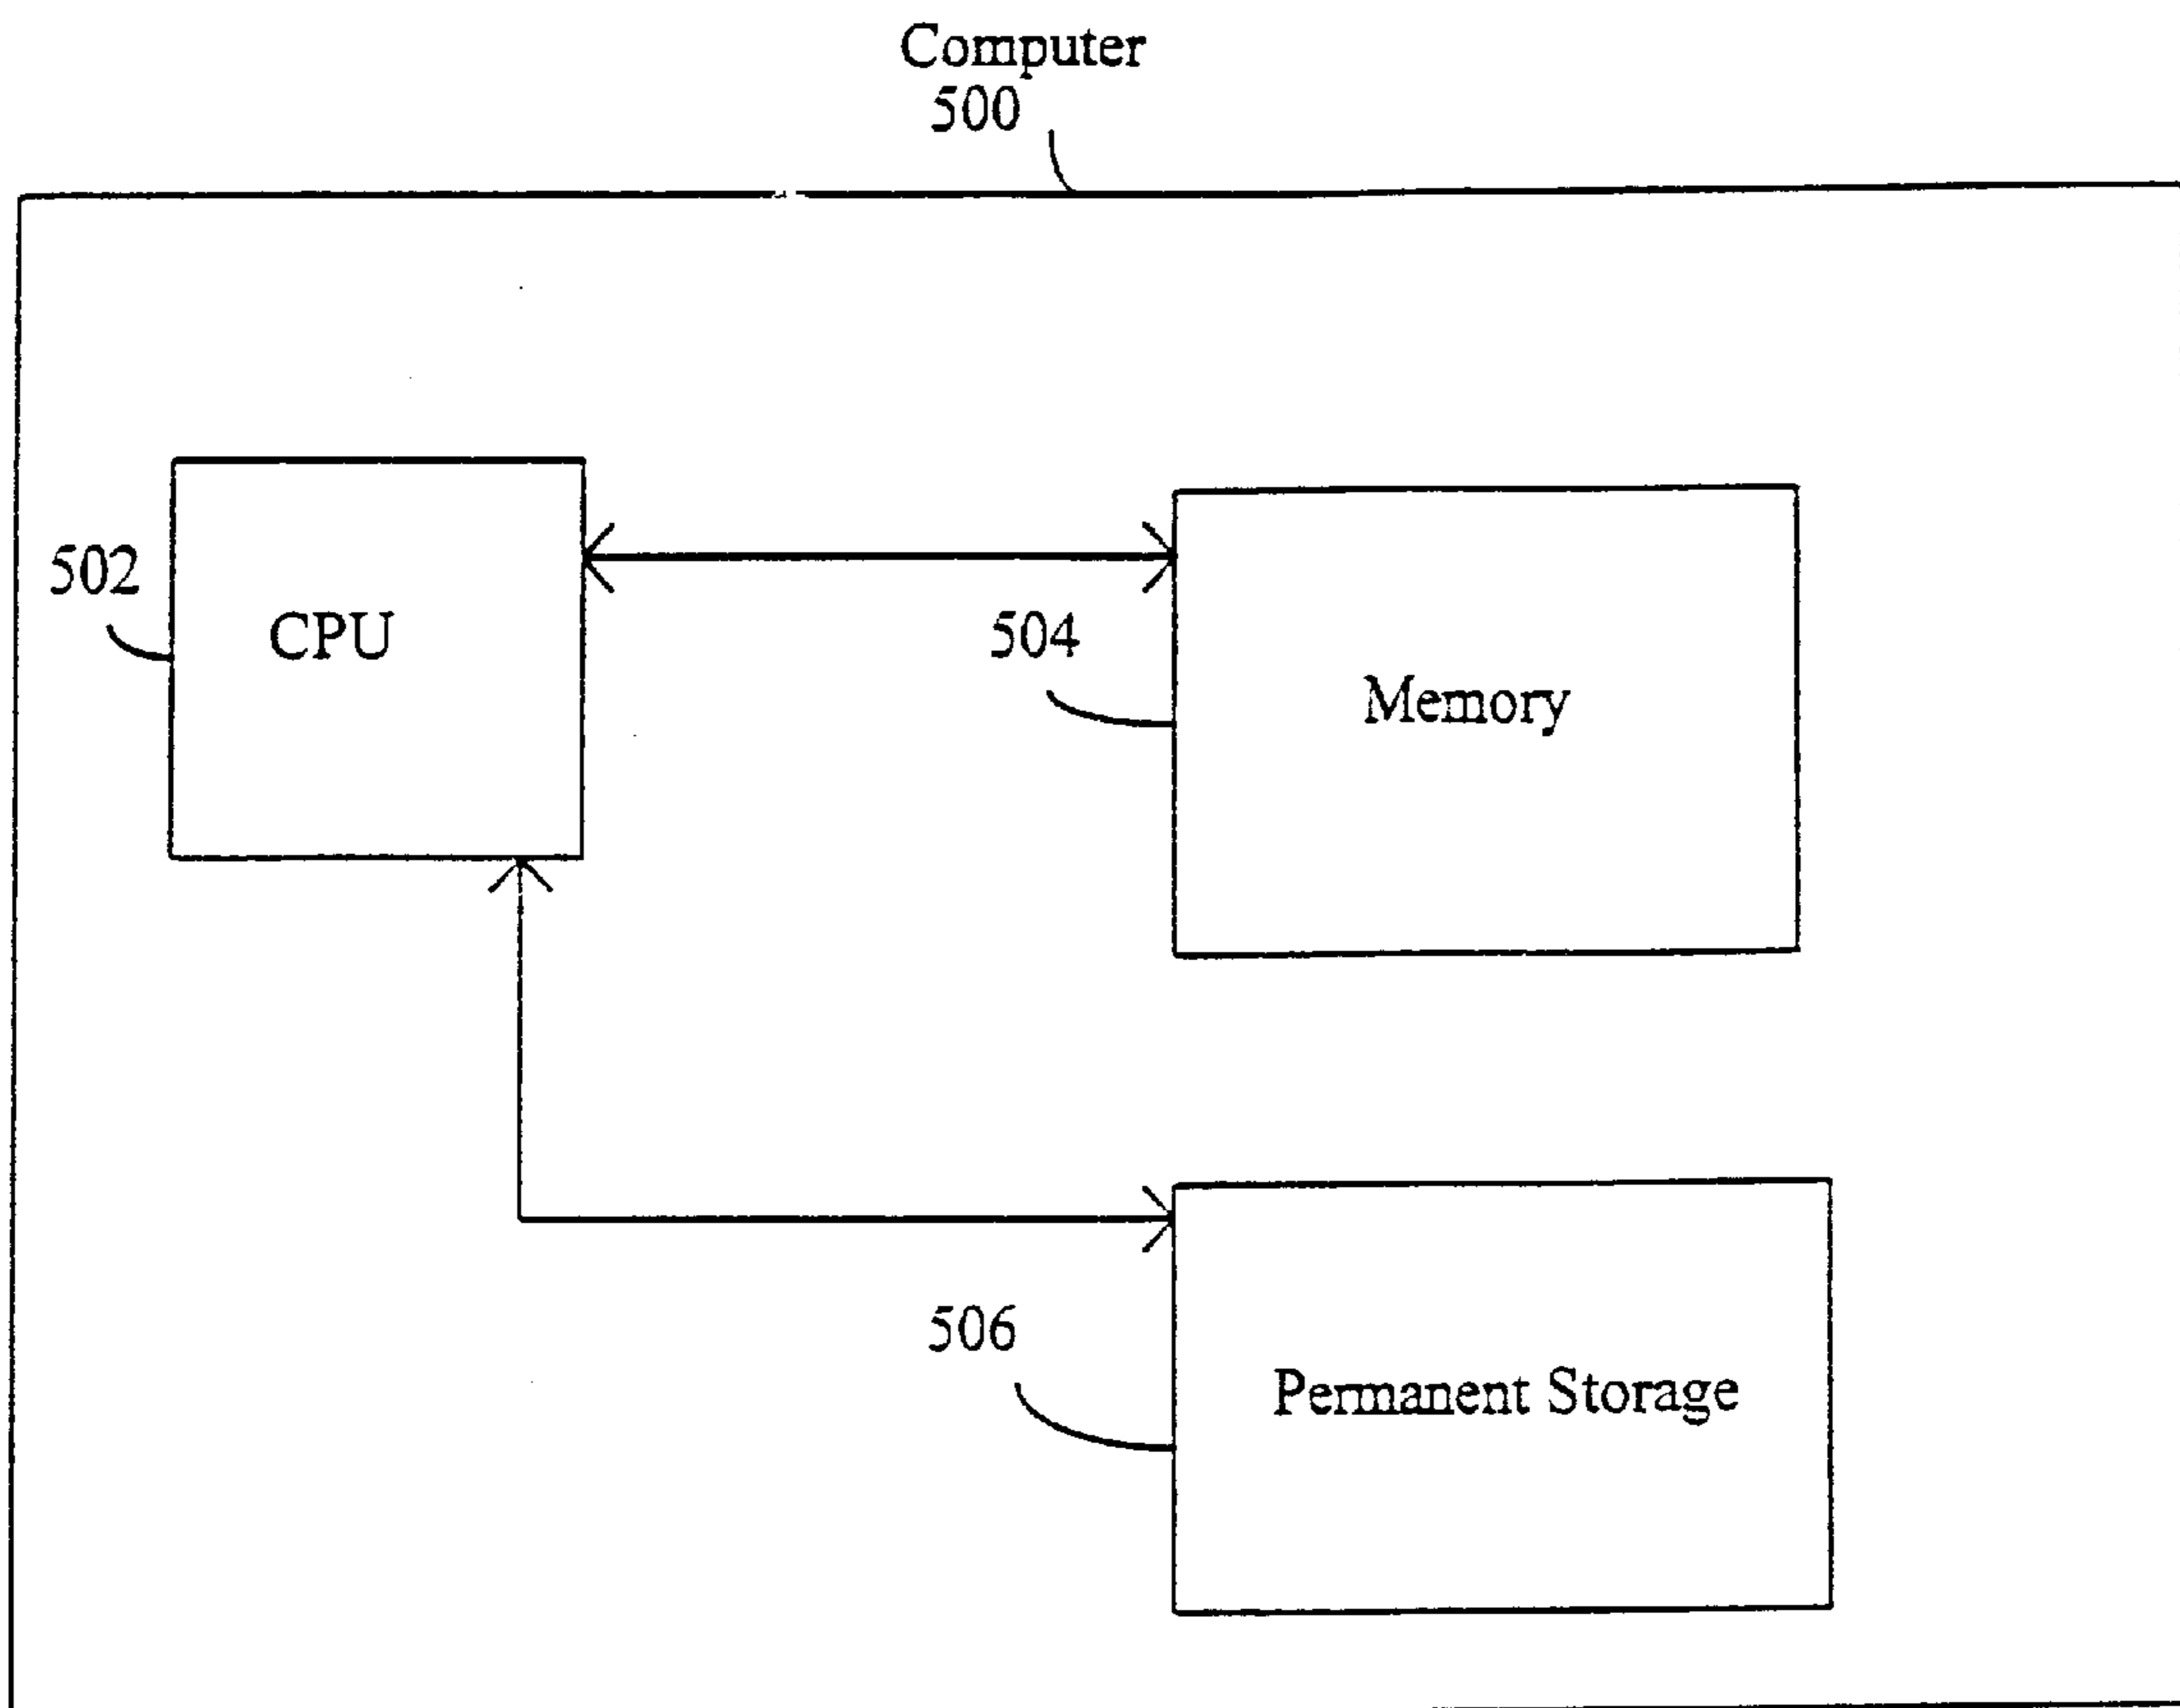 Computer
500
502
CPU
504
Memory
506
Permanent Storage